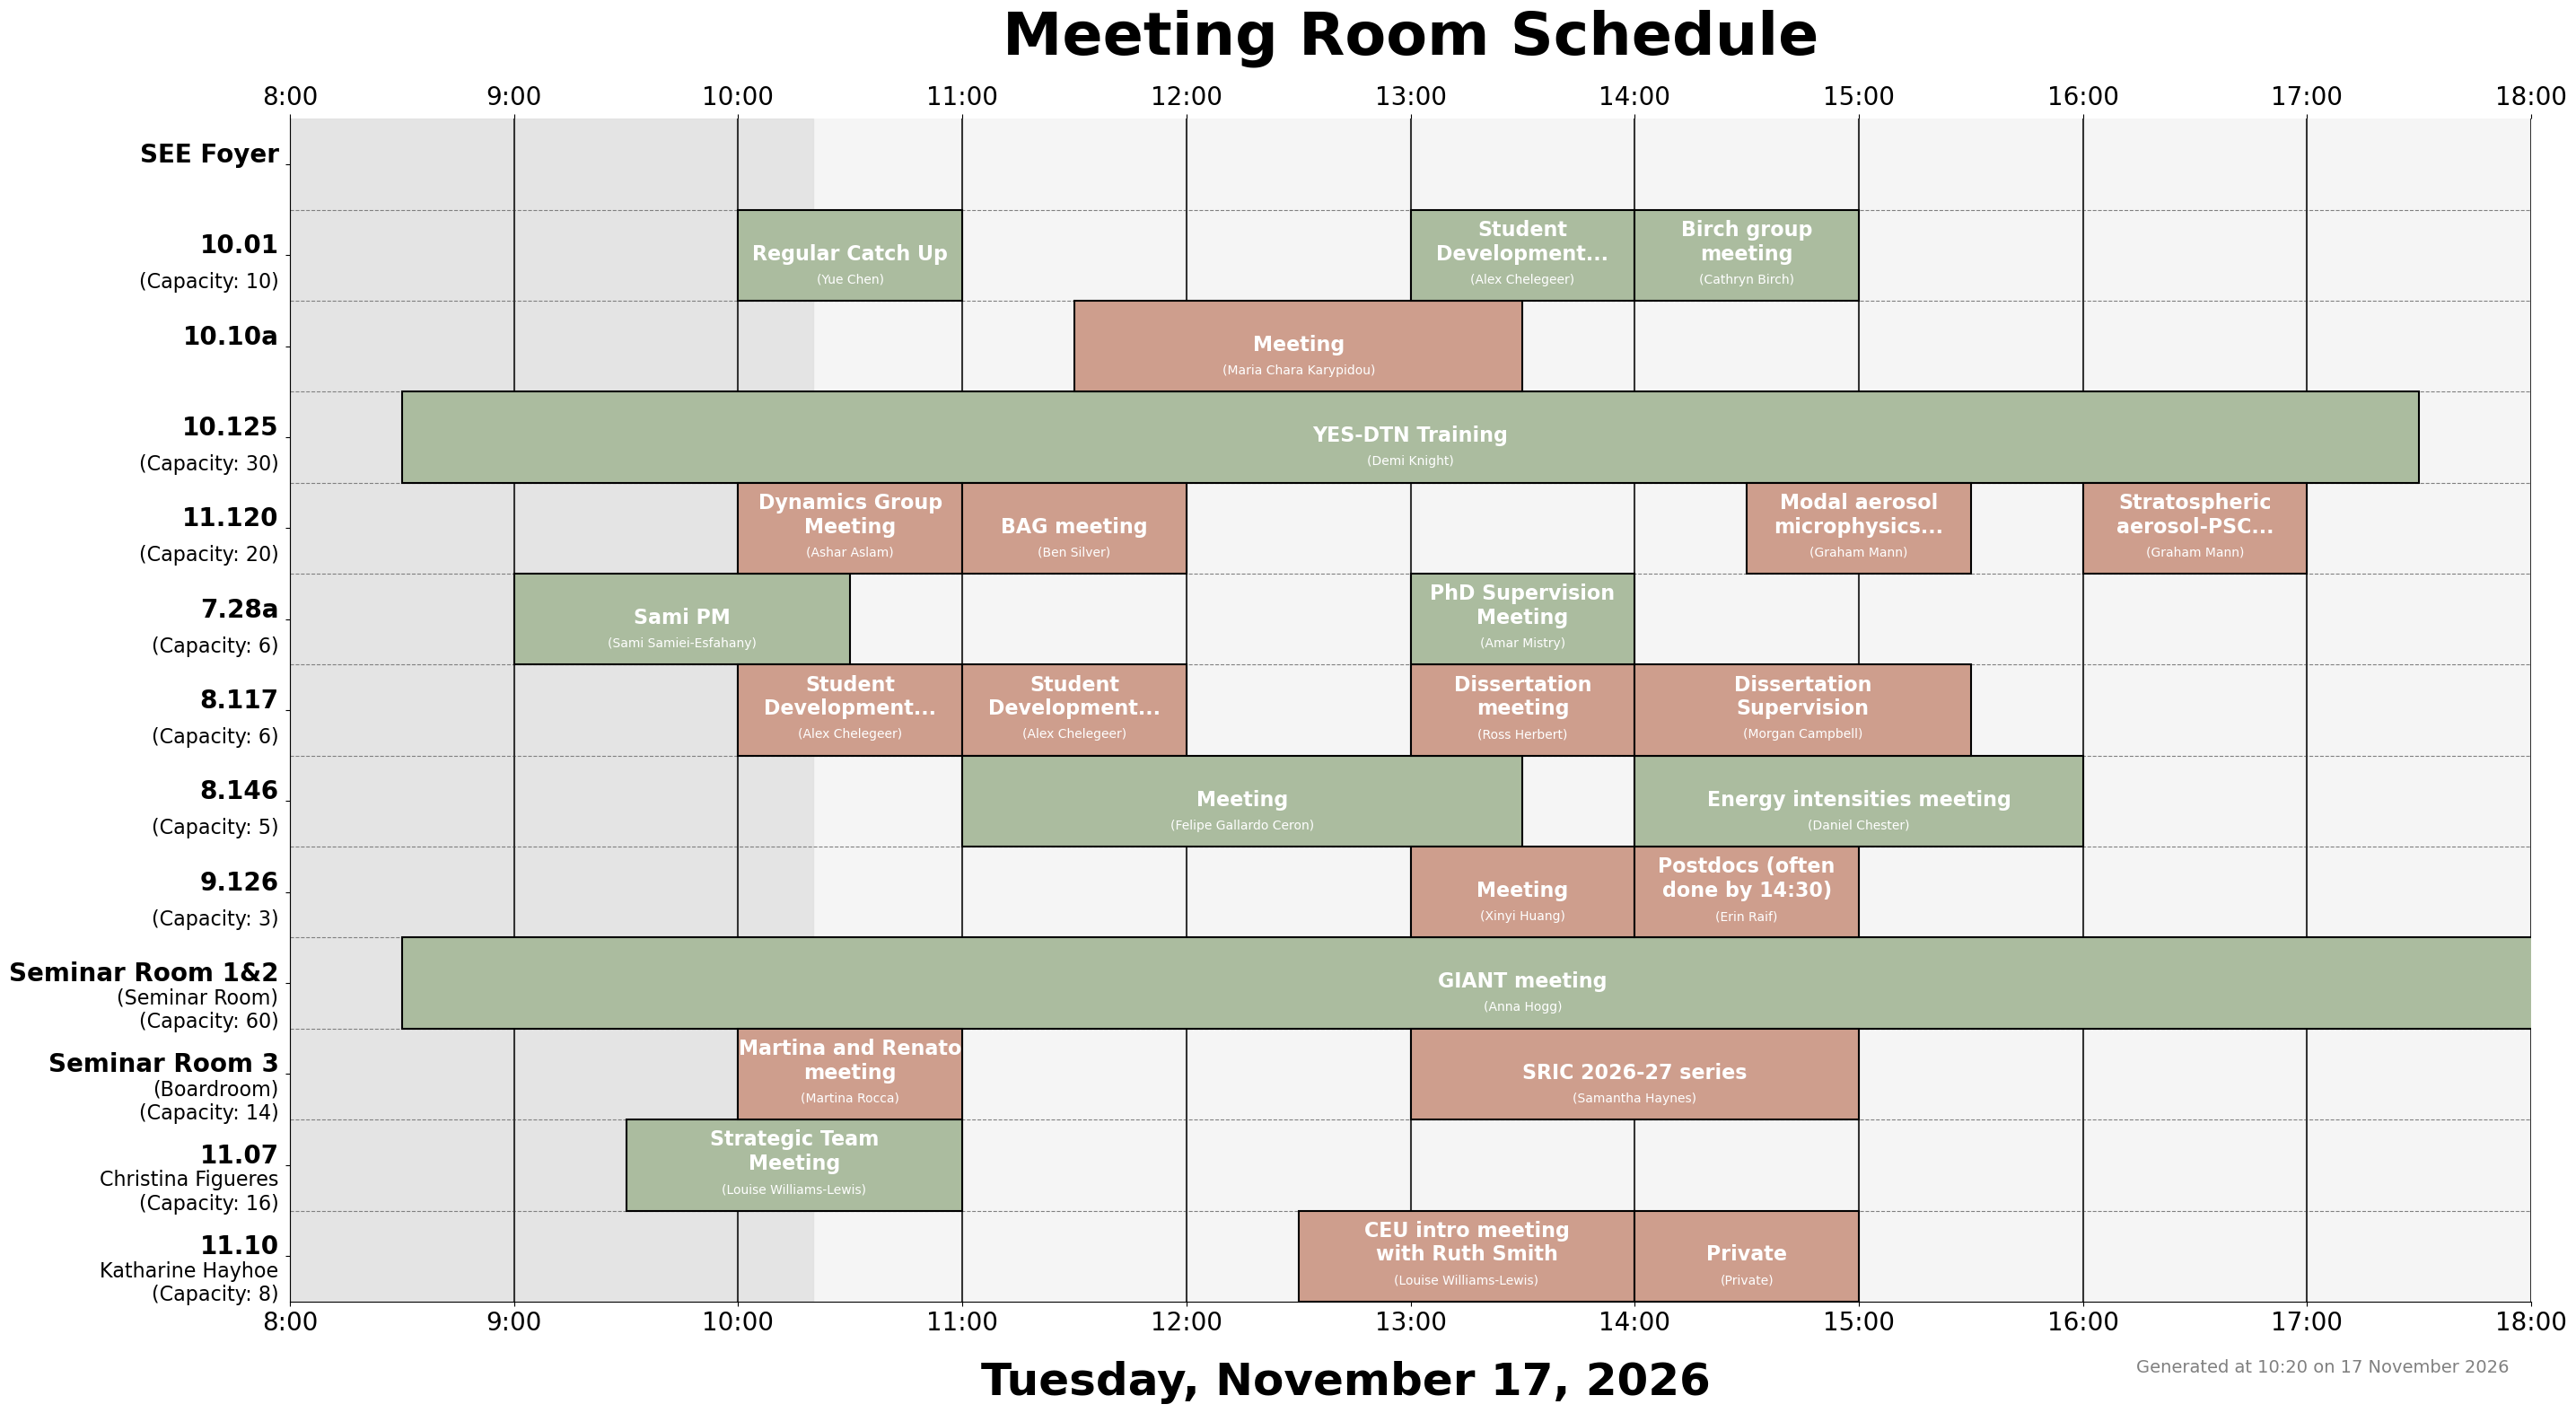 Meeting Room Schedule
8:00 9:00 10:00 11:00 12:00 13:00 14:00 15:00 16:00 17:00 18:00
SEE Foyer
10.01
(Capacity: 10)
Regular Catch Up
(Yue Chen)
Student
Development...
(Alex Chelegeer)
Birch group
meeting
(Cathryn Birch)
10.10a
Meeting
(Maria Chara Karypidou)
10.125
(Capacity: 30)
YES-DTN Training
(Demi Knight)
11.120
(Capacity: 20)
Dynamics Group
Meeting
(Ashar Aslam)
BAG meeting
(Ben Silver)
Modal aerosol
microphysics...
(Graham Mann)
Stratospheric
aerosol-PSC...
(Graham Mann)
7.28a
(Capacity: 6)
Sami PM
(Sami Samiei-Esfahany)
PhD Supervision
Meeting
(Amar Mistry)
8.117
(Capacity: 6)
Student
Development...
(Alex Chelegeer)
Student
Development...
(Alex Chelegeer)
Dissertation
meeting
(Ross Herbert)
Dissertation
Supervision
(Morgan Campbell)
8.146
(Capacity: 5)
Meeting
(Felipe Gallardo Ceron)
Energy intensities meeting
(Daniel Chester)
9.126
(Capacity: 3)
Meeting
(Xinyi Huang)
Postdocs (often
done by 14:30)
(Erin Raif)
Seminar Room 1&2
(Seminar Room)
(Capacity: 60)
GIANT meeting
(Anna Hogg)
Seminar Room 3
(Boardroom)
(Capacity: 14)
Martina and Renato
meeting
(Martina Rocca)
SRIC 2026-27 series
(Samantha Haynes)
11.07
Christina Figueres
(Capacity: 16)
Strategic Team
Meeting
(Louise Williams-Lewis)
11.10
Katharine Hayhoe
(Capacity: 8)
CEU intro meeting
with Ruth Smith
(Louise Williams-Lewis)
Private
(Private)
8:00 9:00 10:00 11:00 12:00 13:00 14:00 15:00 16:00 17:00 18:00
Tuesday, November 17, 2026
Generated at 10:20 on 17 November 2026